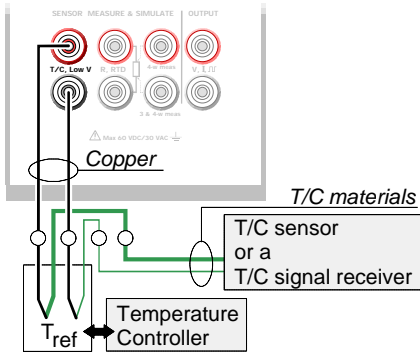 SENSOR MEASURE & SIMULATE OUTPUT
T/C, Low V R, RTD 4-w meas V, I, ⎍
3 & 4-w meas
⚠ Max 60 VDC/30 VAC ⏚
Copper
T/C materials
T/C sensor
or a
T/C signal receiver
Tref
Temperature
Controller